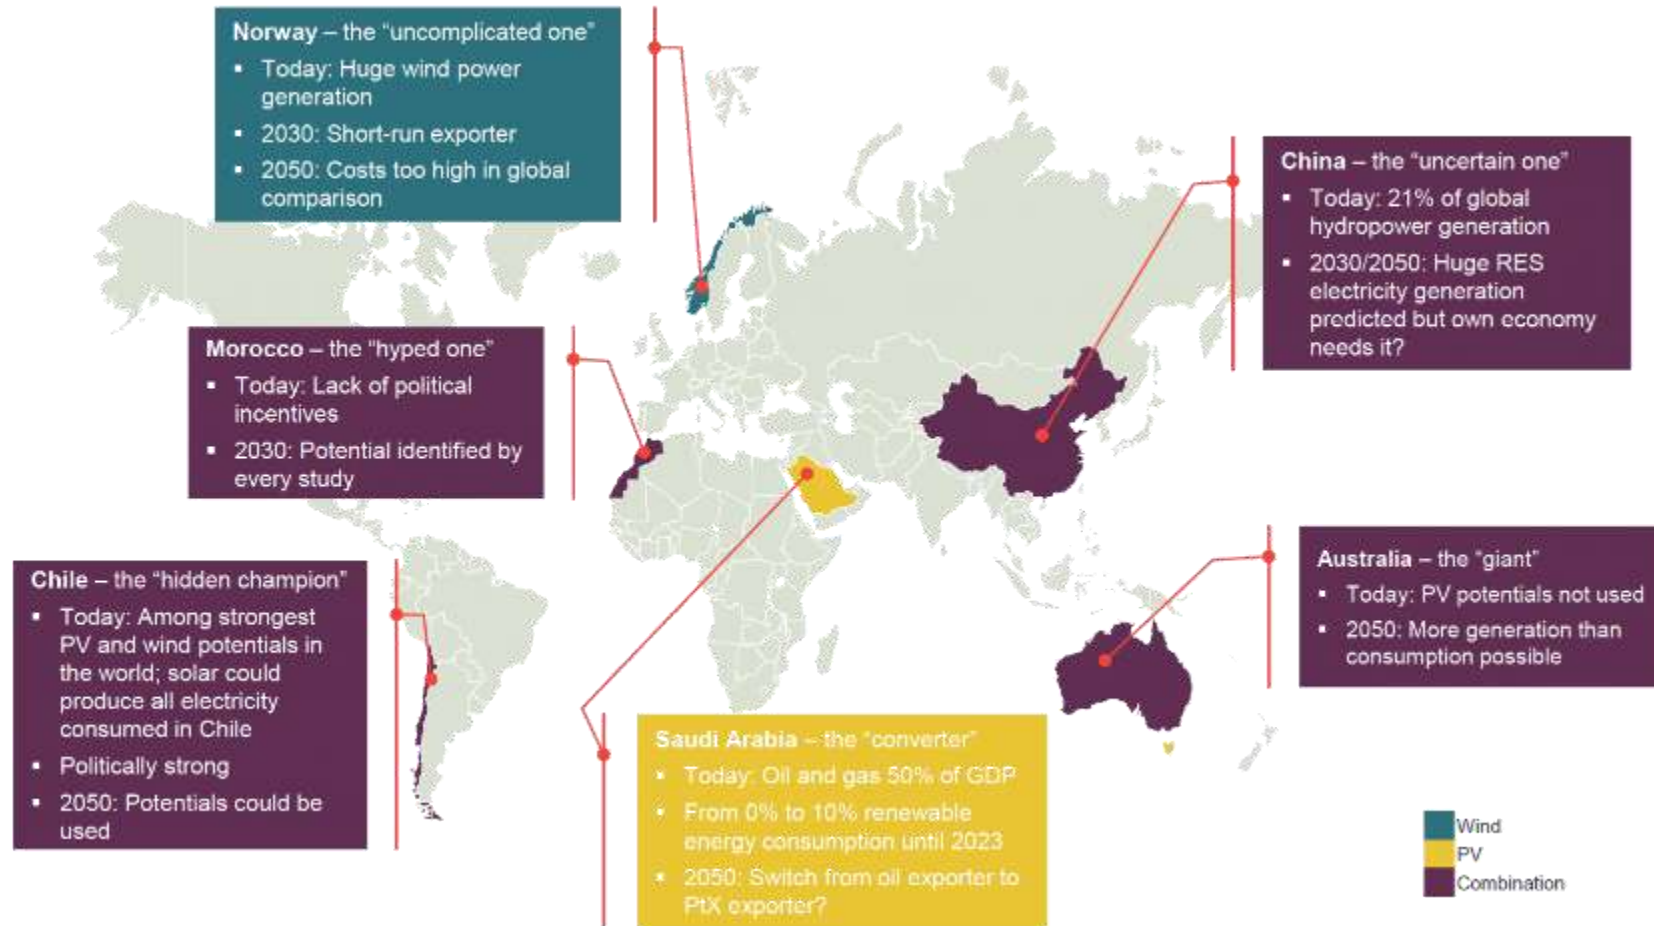 Norway – the “uncomplicated one”
▪ Today: Huge wind power
generation
▪ 2030: Short-run exporter
▪ 2050: Costs too high in global
comparison
China – the “uncertain one”
▪ Today: 21% of global
hydropower generation
▪ 2030/2050: Huge RES
electricity generation
predicted but own economy
needs it?
Morocco – the “hyped one”
▪ Today: Lack of political
incentives
▪ 2030: Potential identified by
every study
Chile – the “hidden champion”
▪ Today: Among strongest
PV and wind potentials in
the world; solar could
produce all electricity
consumed in Chile
▪ Politically strong
▪ 2050: Potentials could be
used
Australia – the “giant”
▪ Today: PV potentials not used
▪ 2050: More generation than
consumption possible
Saudi Arabia – the “converter”
▪ Today: Oil and gas 50% of GDP
▪ From 0% to 10% renewable
energy consumption until 2023
▪ 2050: Switch from oil exporter to
PtX exporter?
Wind
PV
Combination